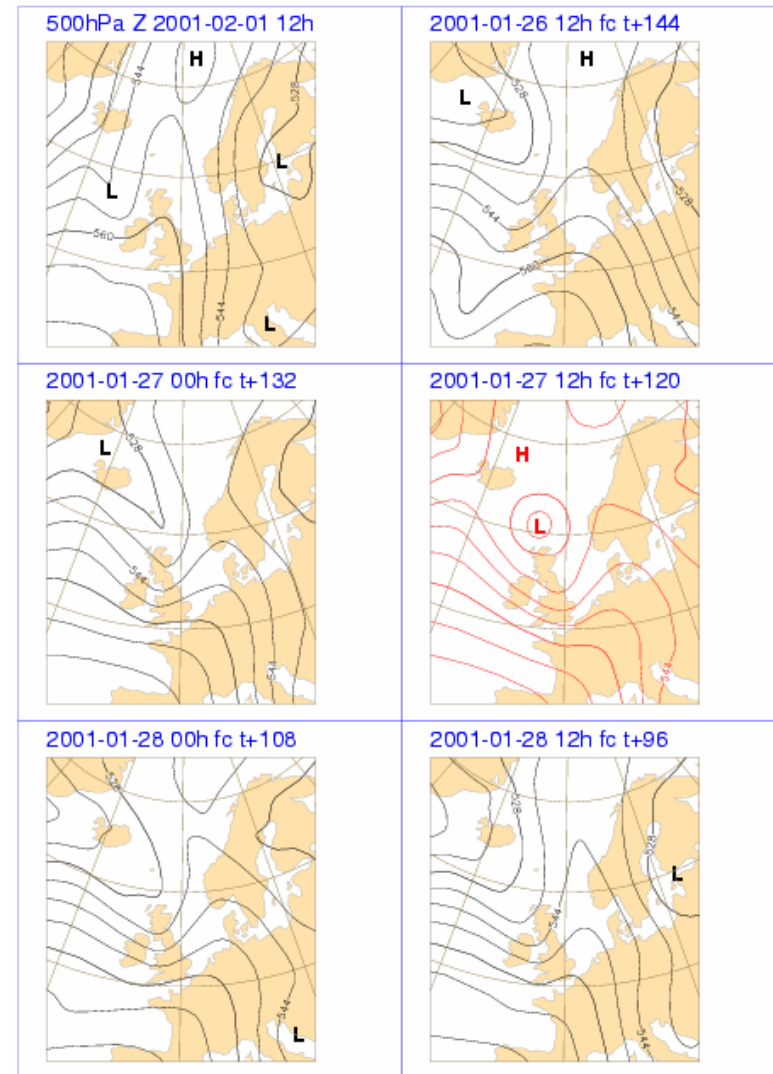 500hPa Z 2001-02-01 12h
H
544
528
L
L
560
544
L
2001-01-26 12h fc t+144
H
L
528
544
528
560
2001-01-27 00h fc t+132
L
528
544
544
2001-01-27 12h fc t+120
H
L
544
2001-01-28 00h fc t+108
528
544
L
2001-01-28 12h fc t+96
528
528
L
544
544